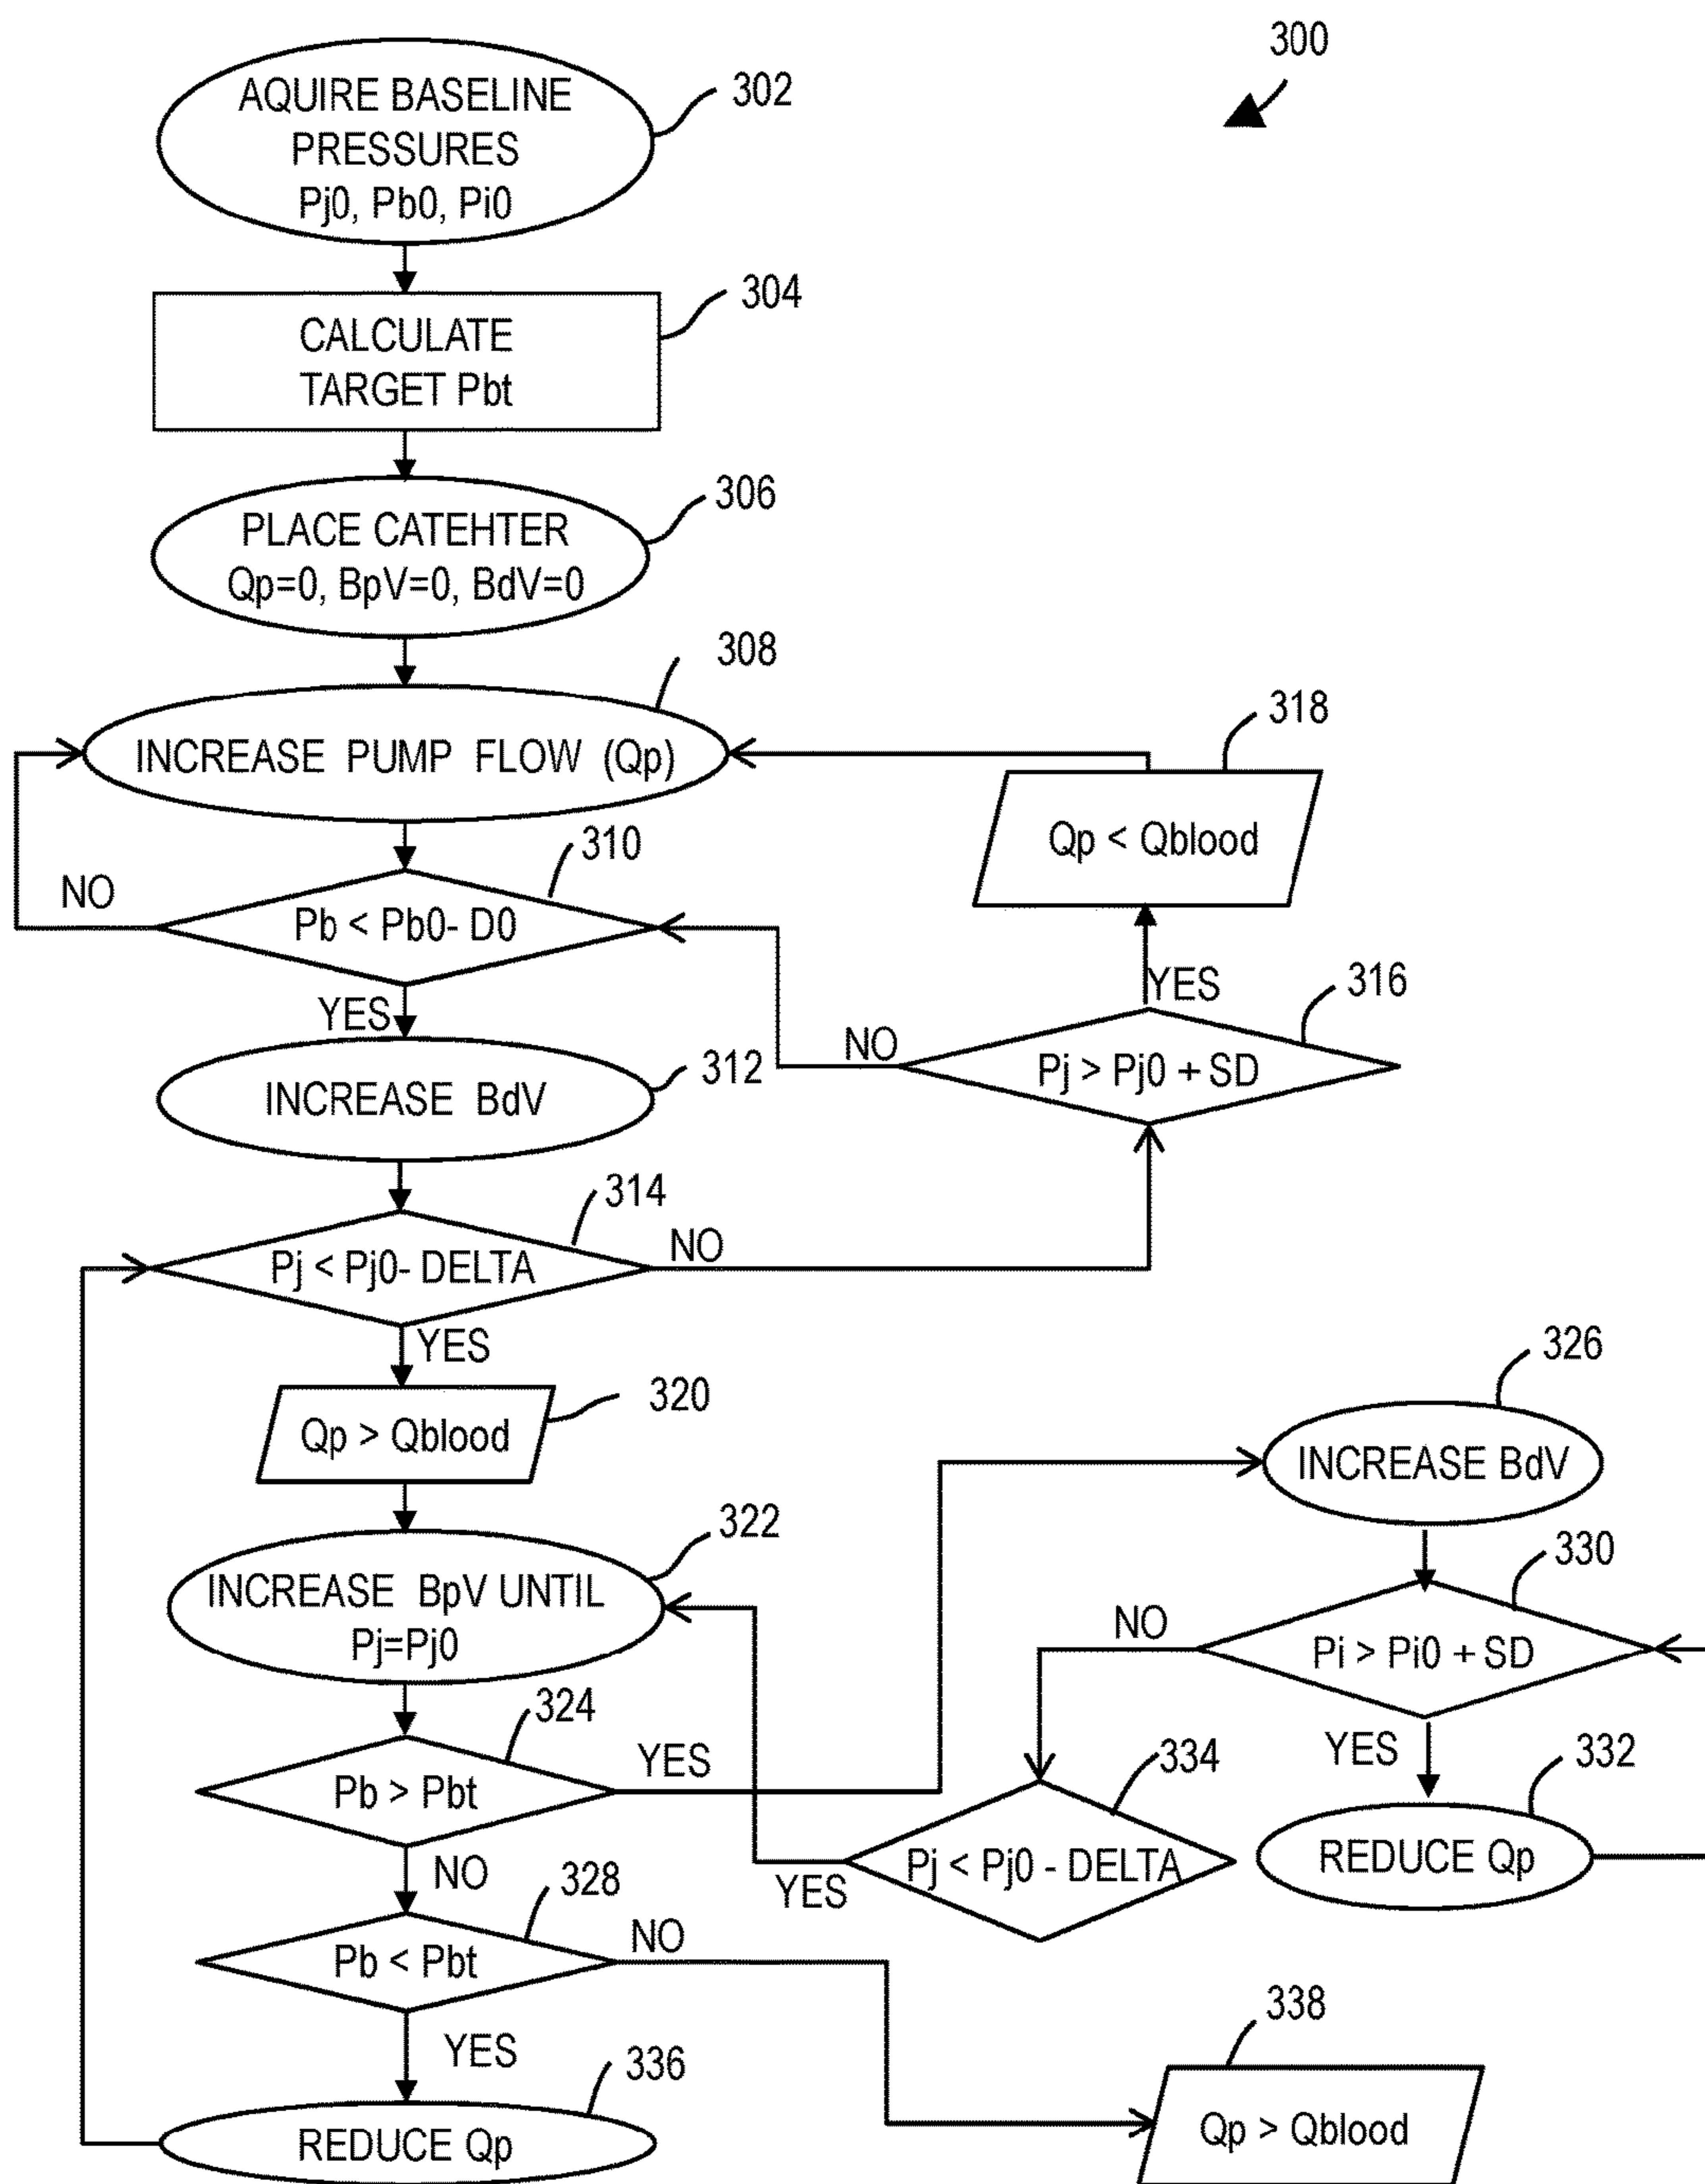 300
AQUIRE BASELINE
PRESSURES
Pj0, Pb0, Pi0
302
CALCULATE
TARGET Pbt
304
PLACE CATEHTER
Qp=0, BpV=0, BdV=0
306
INCREASE PUMP FLOW (Qp)
308
318
Qp < Qblood
310
NO
Pb < Pb0- D0
YES
316
YES
INCREASE BdV
312
NO
Pj > Pj0 + SD
314
Pj < Pj0- DELTA
NO
YES
320
Qp > Qblood
326
INCREASE BdV
322
INCREASE BpV UNTIL
Pj=Pj0
330
NO
Pi > Pi0 + SD
324
Pb > Pbt
YES
334
YES
332
Pj < Pj0 - DELTA
YES
REDUCE Qp
NO
328
Pb < Pbt
NO
YES
338
336
REDUCE Qp
Qp > Qblood